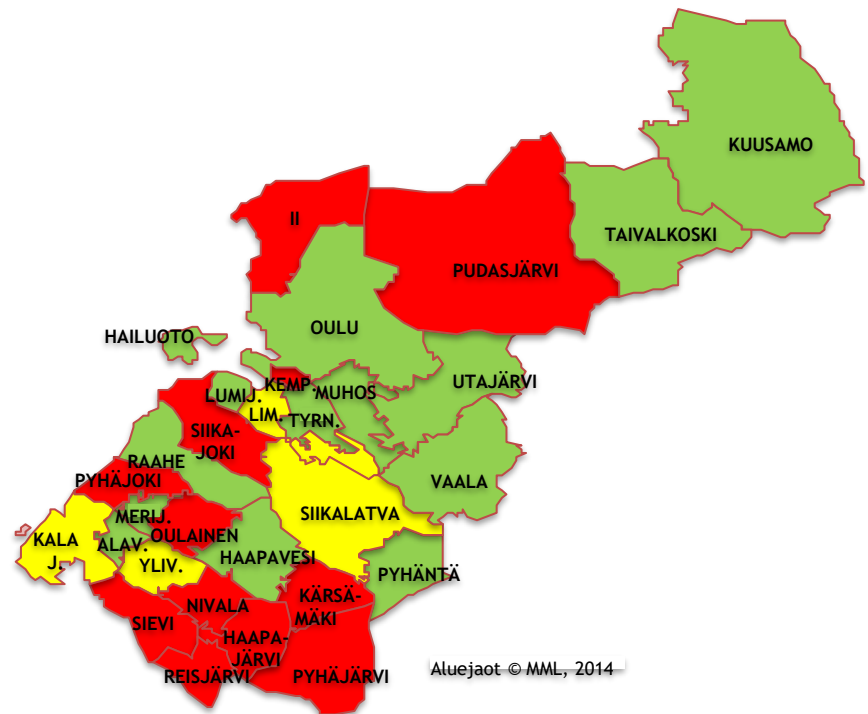 KUUSAMO
TAIVALKOSKI
II
PUDASJÄRVI
OULU
HAILUOTO
UTAJÄRVI
KEMP.
MUHOS
LUMIJ.
LIM.
TYRN.
SIIKA-
JOKI
RAAHE
PYHÄJOKI
VAALA
SIIKALATVA
MERIJ.
OULAINEN
KALA
J.
ALAV.
YLIV.
HAAPAVESI
PYHÄNTÄ
NIVALA
KÄRSÄ-
MÄKI
SIEVI
HAAPA-
JÄRVI
REISJÄRVI
PYHÄJÄRVI
Aluejaot © MML, 2014